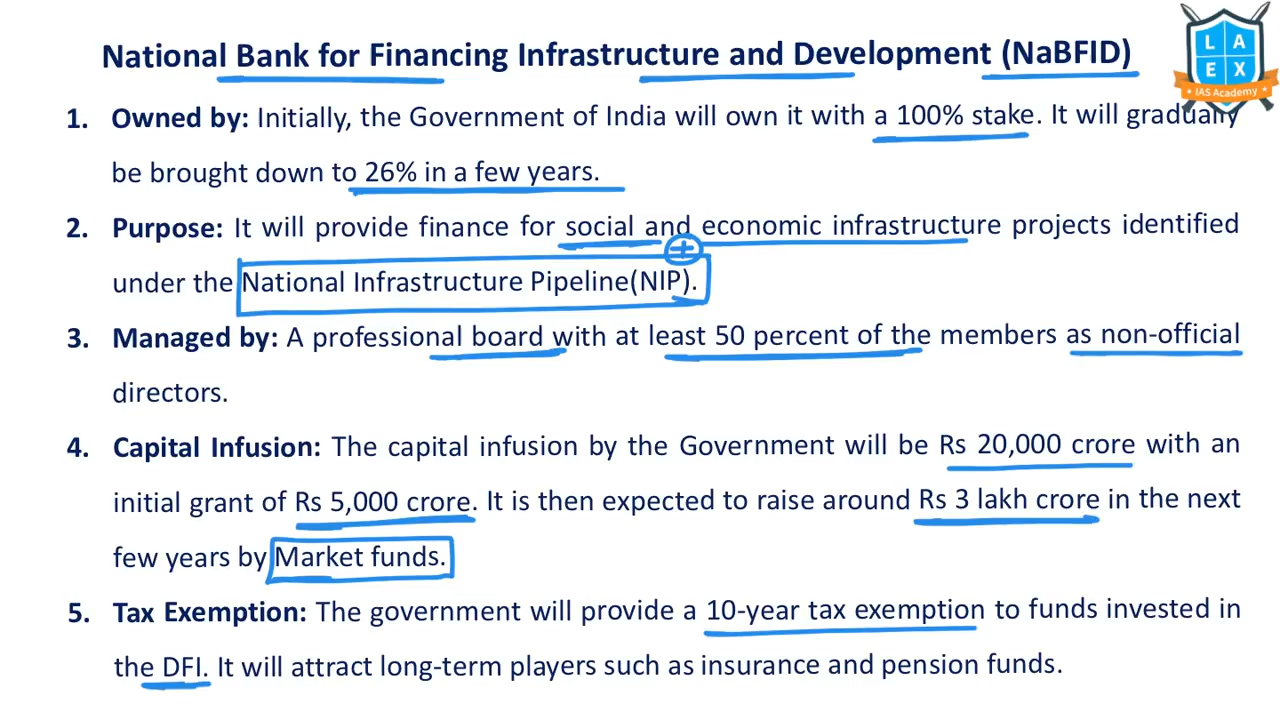 National Bank for Financing Infrastructure and Development (NaBFID)
L A
E X
IAS Academy
1. Owned by: Initially, the Government of India will own it with a 100% stake. It will gradually
be brought down to 26% in a few years.
2. Purpose: It will provide finance for social and economic infrastructure projects identified
under the National Infrastructure Pipeline(NIP).
3. Managed by: A professional board with at least 50 percent of the members as non-official
directors.
4. Capital Infusion: The capital infusion by the Government will be Rs 20,000 crore with an
initial grant of Rs 5,000 crore. It is then expected to raise around Rs 3 lakh crore in the next
few years by Market funds.
5. Tax Exemption: The government will provide a 10-year tax exemption to funds invested in
the DFI. It will attract long-term players such as insurance and pension funds.